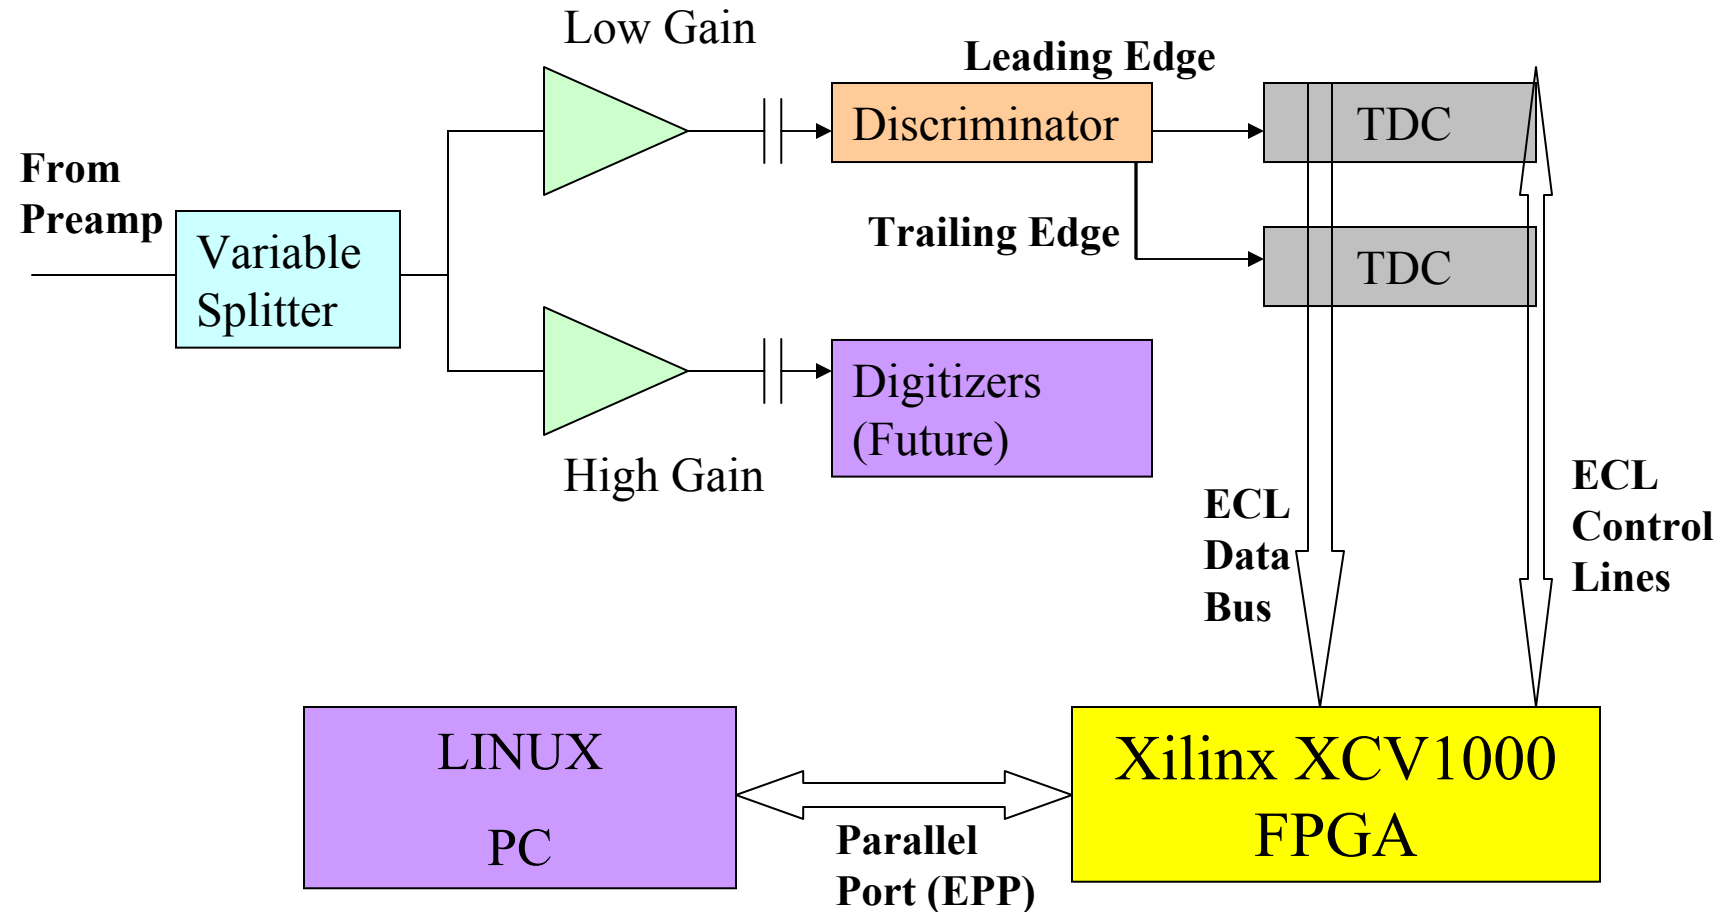 Low Gain
Leading Edge
Discriminator
TDC
From
Preamp
Variable
Splitter
Trailing Edge
TDC
Digitizers
(Future)
High Gain
ECL
Data
Bus
ECL
Control
Lines
LINUX
PC
Parallel
Port (EPP)
Xilinx XCV1000
FPGA